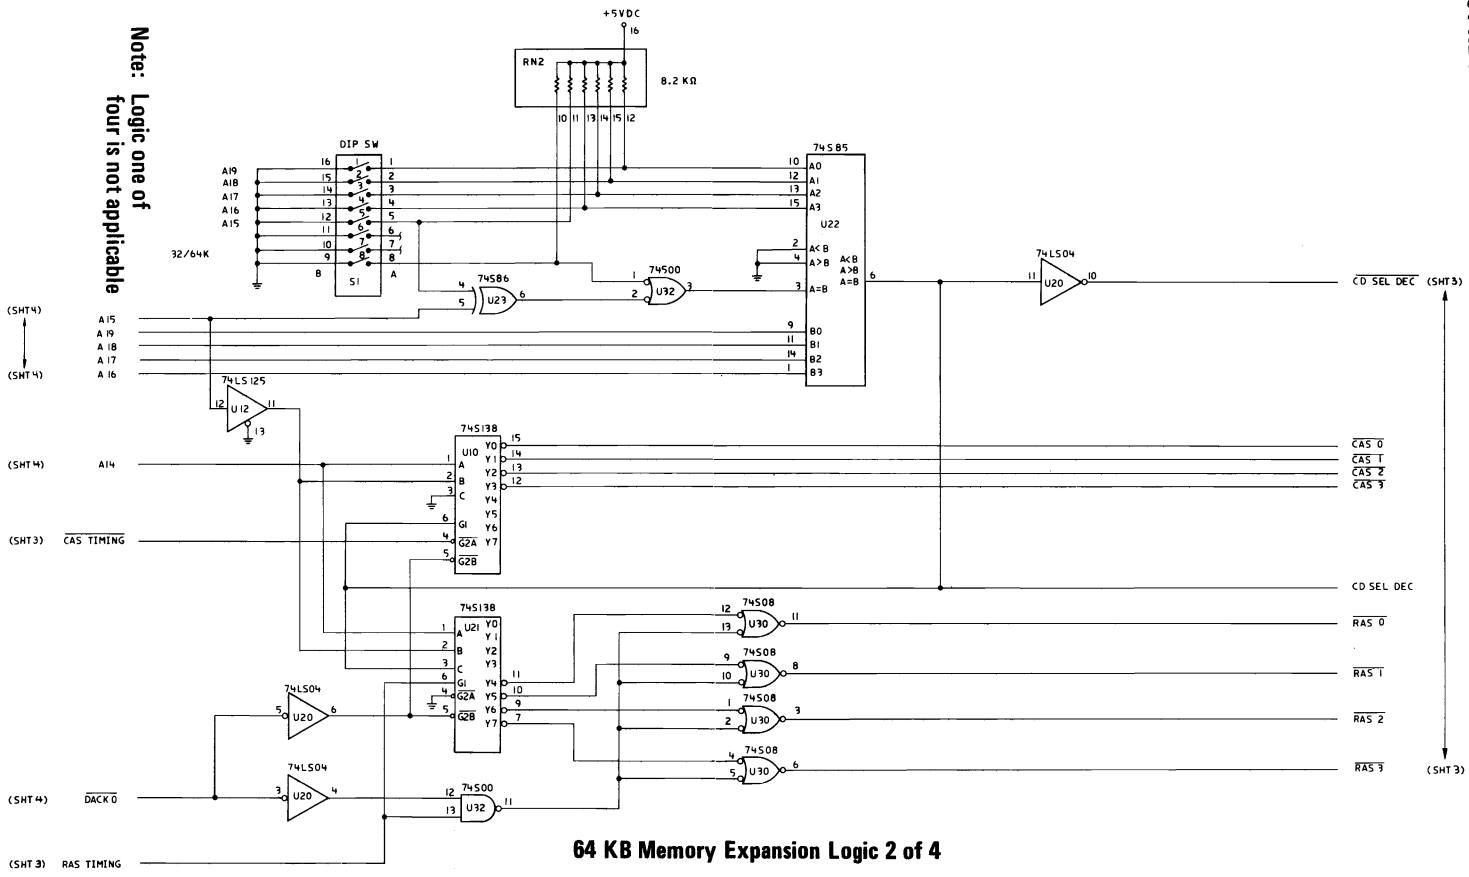 +5VDC
16
RN2
8.2 KΩ
10 11 13 14 15 12
Note: Logic one of
four is not applicable
DIP SW
A19 16 1 1
A18 15 2 2
A17 14 3 3
A16 13 4 4
A15 12 5 5
11 6 6
32/64K 10 7 7
9 8 8
B S1 A
74S85
10 A0
12 A1
13 A2
15 A3
U22
2 A<B
4 A>B A<B
A>B
3 A=B A=B 6
9 B0
11 B1
14 B2
1 B3
74S86
4
5 U23 6
74S00
1
2 U32 3
74LS04
11 U20 10
CD SEL DEC (SHT3)
(SHT4) A15
A19
A18
A17
(SHT4) A16
74LS125
12 U12 11
13
74S138
U10 Y0 15
1 A Y1 14
2 B Y2 13
3 C Y3 12
Y4
Y5
6 G1 Y6
4 G2A Y7
5 G2B
CAS 0
CAS 1
CAS 2
CAS 3
(SHT4) A14
(SHT3) CAS TIMING
CD SEL DEC
74S138
1 A U21 Y0
Y1
2 B Y2
3 C Y3
6 G1 Y4 11
4 G2A Y5 10
5 G2B Y6 9
Y7 7
74S08
12
13 U30 11 RAS 0
74S08
9
10 U30 8 RAS 1
74S08
1
2 U30 3 RAS 2
74S08
4
5 U30 6 RAS 3 (SHT3)
74LS04
5 U20 6
74LS04
3 U20 4
74S00
12
13 U32 11
(SHT4) DACK 0
(SHT3) RAS TIMING
64 KB Memory Expansion Logic 2 of 4